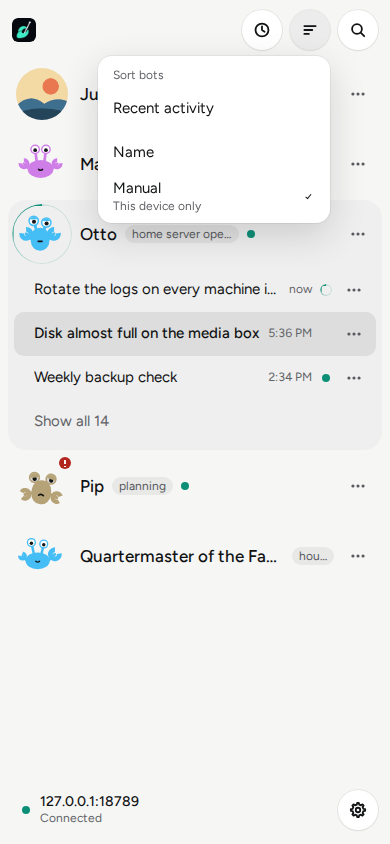 Sort bots
Recent activity
Name
Manual
This device only
Ju
Ma
Otto home server ope...
Rotate the logs on every machine i... now
Disk almost full on the media box 5:36 PM
Weekly backup check 2:34 PM
Show all 14
Pip planning
Quartermaster of the Fa... hou...
127.0.0.1:18789
Connected